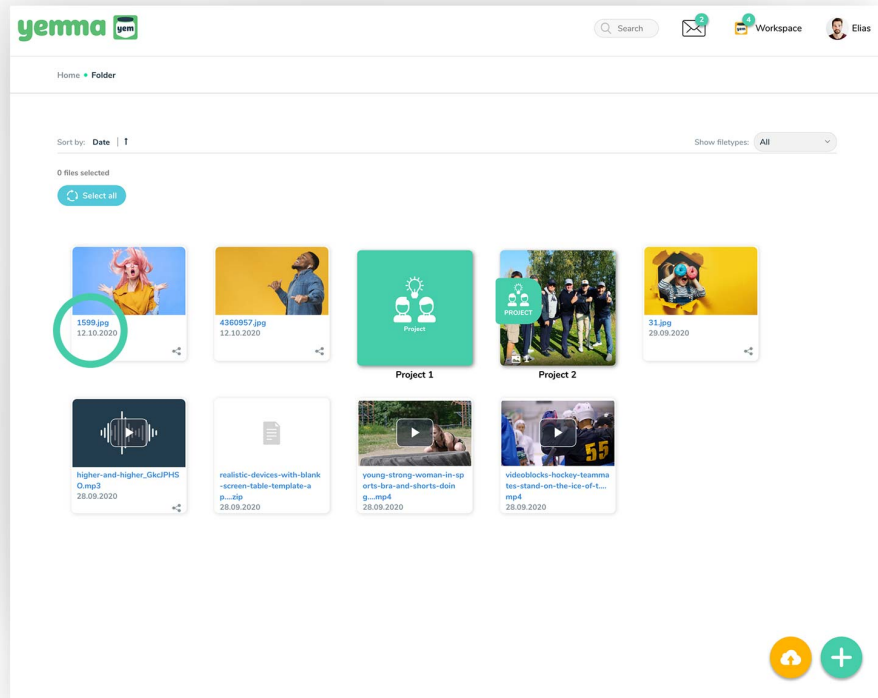 yemma yem
Search
2
4
Workspace
Elias
Home • Folder
Sort by: Date | ↑
Show filetypes: All
0 files selected
Select all
1599.jpg
12.10.2020
4360957.jpg
12.10.2020
Project
Project 1
PROJECT
1
Project 2
31.jpg
29.09.2020
higher-and-higher_GkcJPHS
O.mp3
28.09.2020
realistic-devices-with-blank
-screen-table-template-a
p....zip
28.09.2020
young-strong-woman-in-sp
orts-bra-and-shorts-doin
g....mp4
28.09.2020
55
videoblocks-hockey-teamma
tes-stand-on-the-ice-of-t....
mp4
28.09.2020